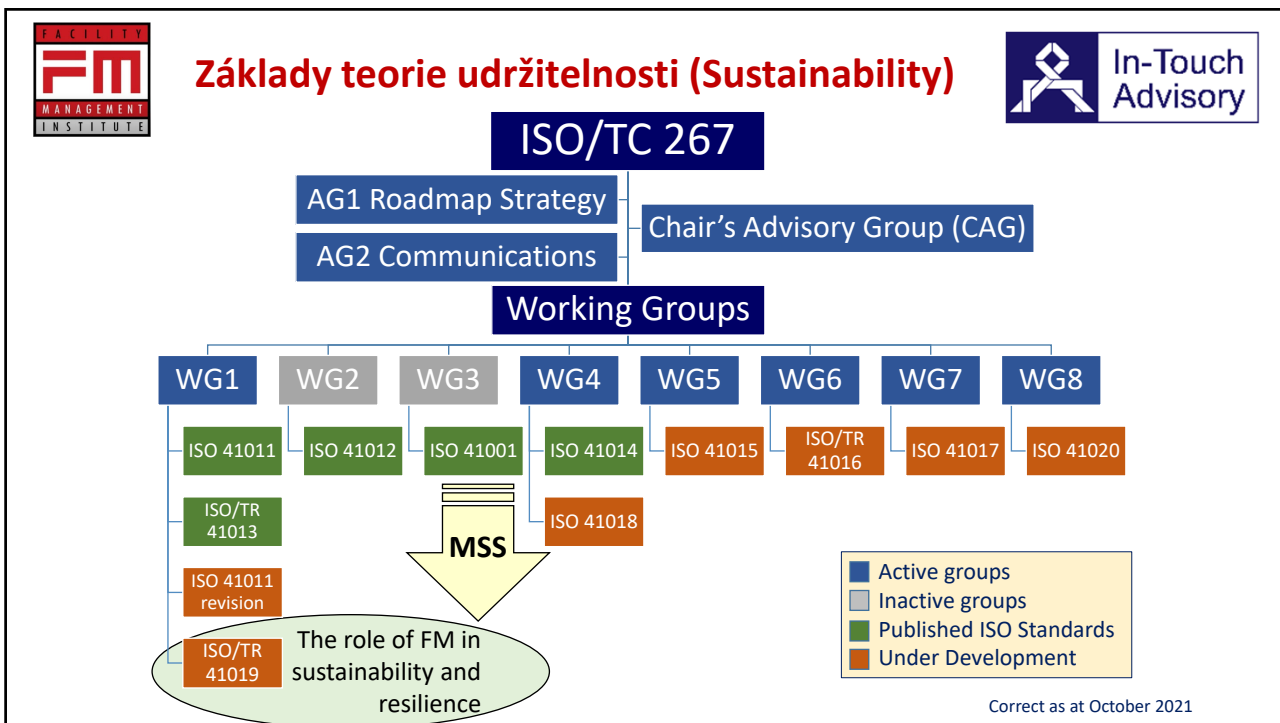 FACILITY
FM
MANAGEMENT
INSTITUTE
Základy teorie udržitelnosti (Sustainability)
In-Touch
Advisory
ISO/TC 267
AG1 Roadmap Strategy
Chair’s Advisory Group (CAG)
AG2 Communications
Working Groups
WG1
WG2
WG3
WG4
WG5
WG6
WG7
WG8
ISO 41011
ISO 41012
ISO 41001
ISO 41014
ISO 41015
ISO/TR
41016
ISO 41017
ISO 41020
ISO/TR
41013
ISO 41018
MSS
ISO 41011
revision
ISO/TR
41019
The role of FM in
sustainability and
resilience
Active groups
Inactive groups
Published ISO Standards
Under Development
Correct as at October 2021